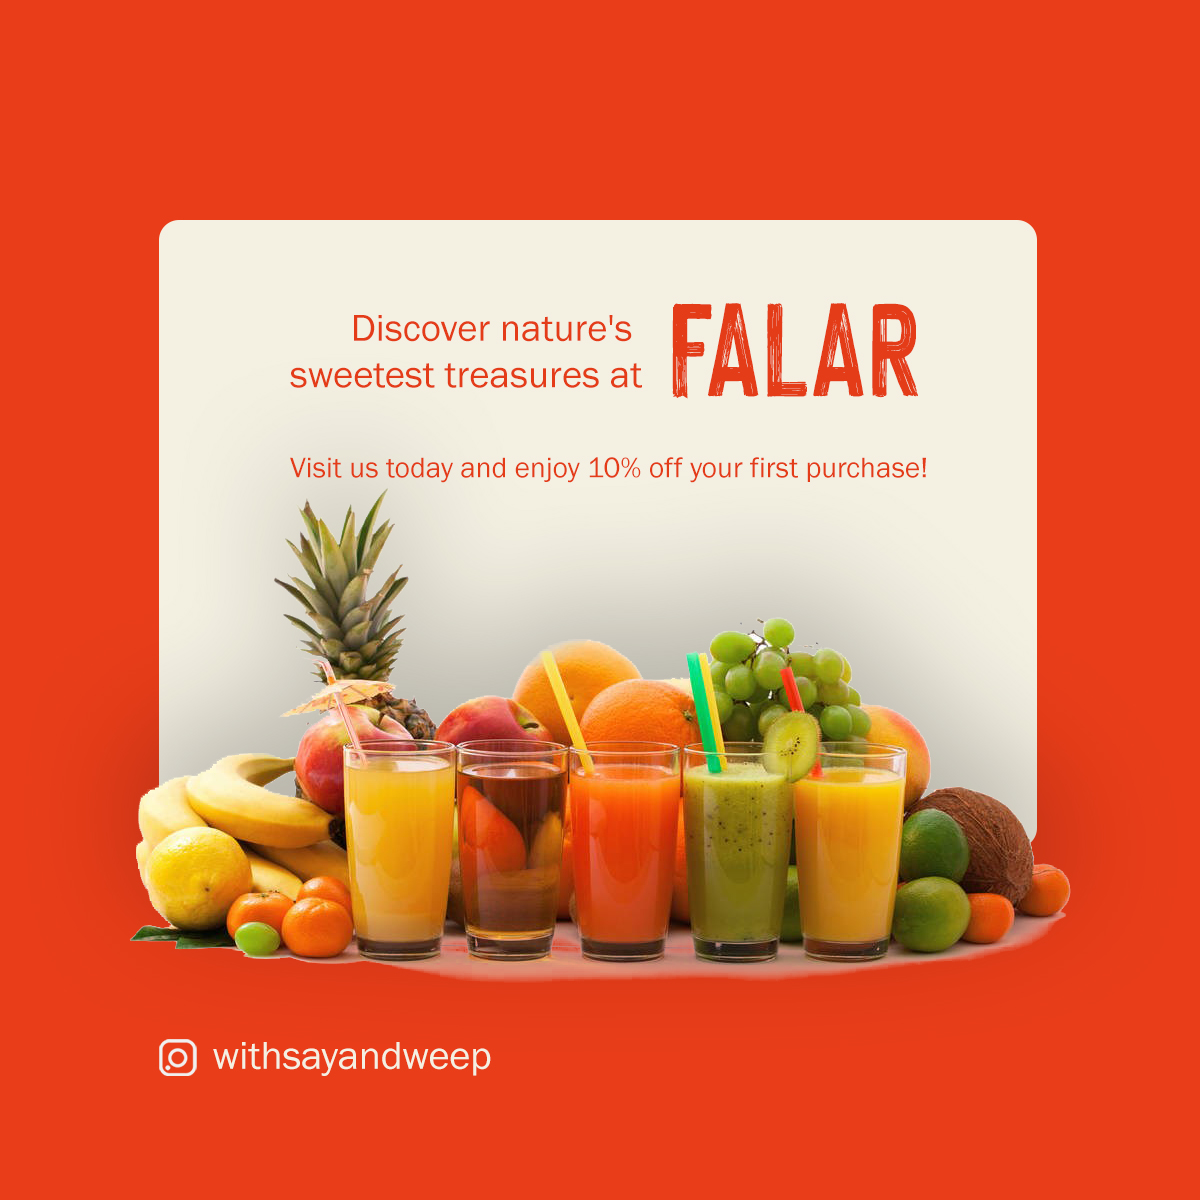 Discover nature's
sweetest treasures at FALAR
Visit us today and enjoy 10% off your first purchase!
withsayandweep